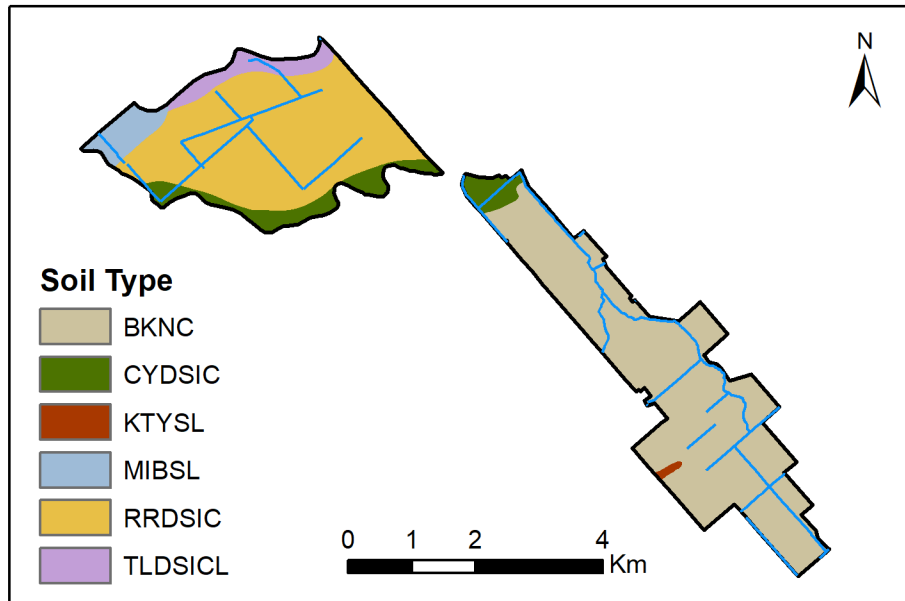 N
Soil Type
BKNC
CYDSIC
KTYSL
MIBSL
RRDSIC
TLDSICL
0 1 2 4
Km